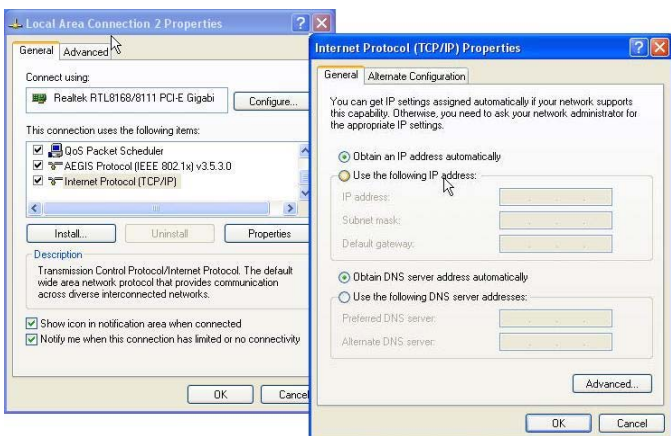 Local Area Connection 2 Properties
General Advanced
Connect using:
Realtek RTL8168/8111 PCI-E Gigabi
Configure...
This connection uses the following items:
QoS Packet Scheduler
AEGIS Protocol (IEEE 802.1x) v3.5.3.0
Internet Protocol (TCP/IP)
Install... Uninstall Properties
Description
Transmission Control Protocol/Internet Protocol. The default
wide area network protocol that provides communication
across diverse interconnected networks.
Show icon in notification area when connected
Notify me when this connection has limited or no connectivity
OK Cancel
Internet Protocol (TCP/IP) Properties
General Alternate Configuration
You can get IP settings assigned automatically if your network supports
this capability. Otherwise, you need to ask your network administrator for
the appropriate IP settings.
Obtain an IP address automatically
Use the following IP address:
IP address:
Subnet mask:
Default gateway:
Obtain DNS server address automatically
Use the following DNS server addresses:
Preferred DNS server:
Alternate DNS server:
Advanced...
OK Cancel